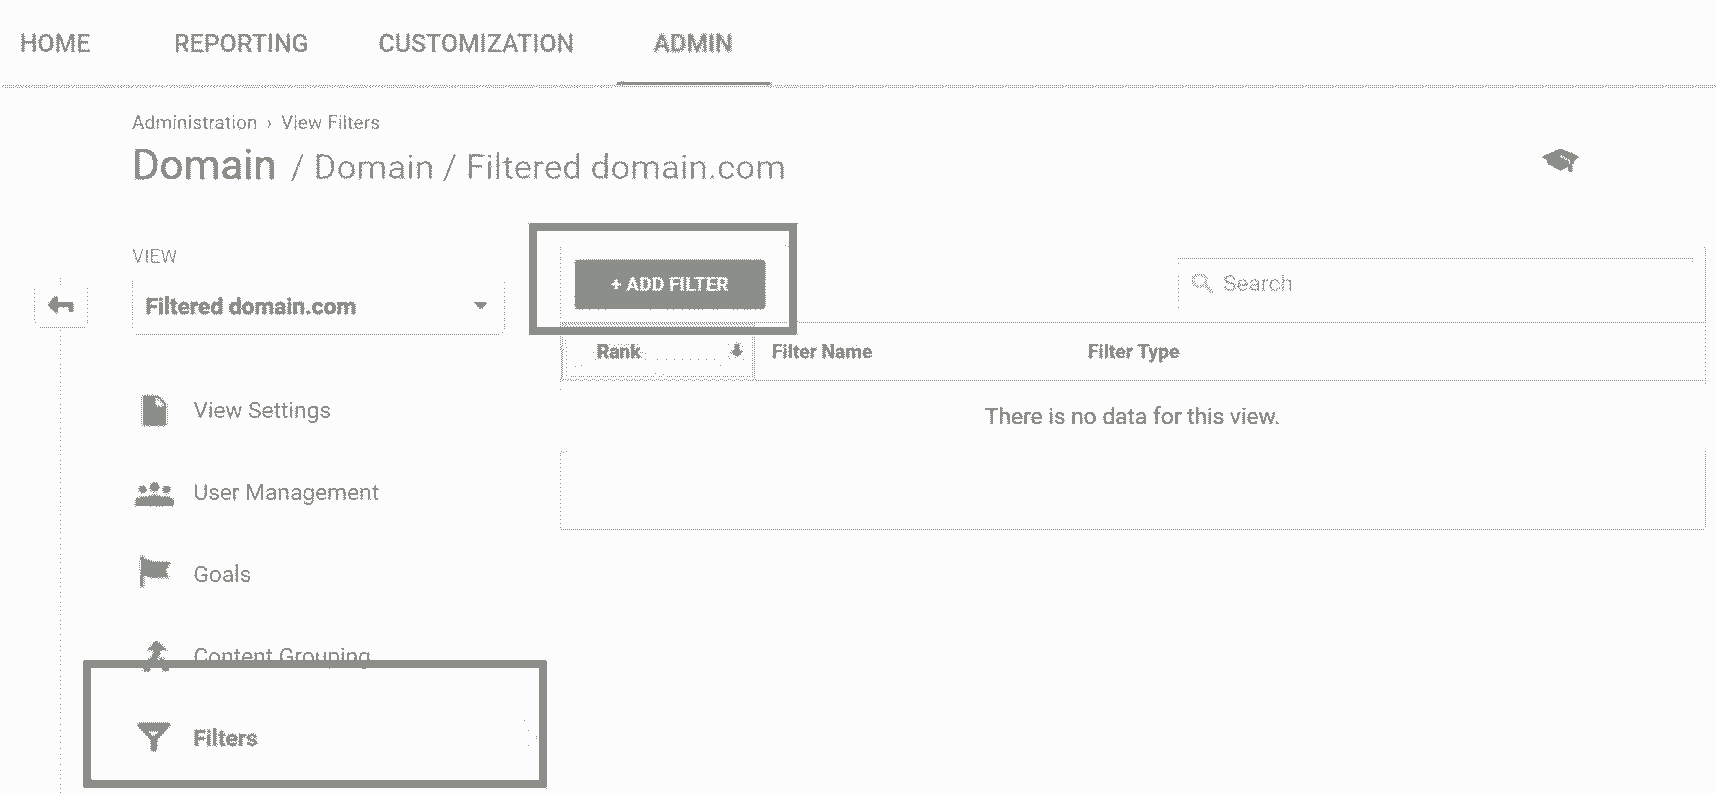 HOME REPORTING CUSTOMIZATION ADMIN
Administration › View Filters
Domain / Domain / Filtered domain.com
VIEW
Filtered domain.com
+ ADD FILTER
Search
Rank Filter Name Filter Type
There is no data for this view.
View Settings
User Management
Goals
Content Grouping
Filters